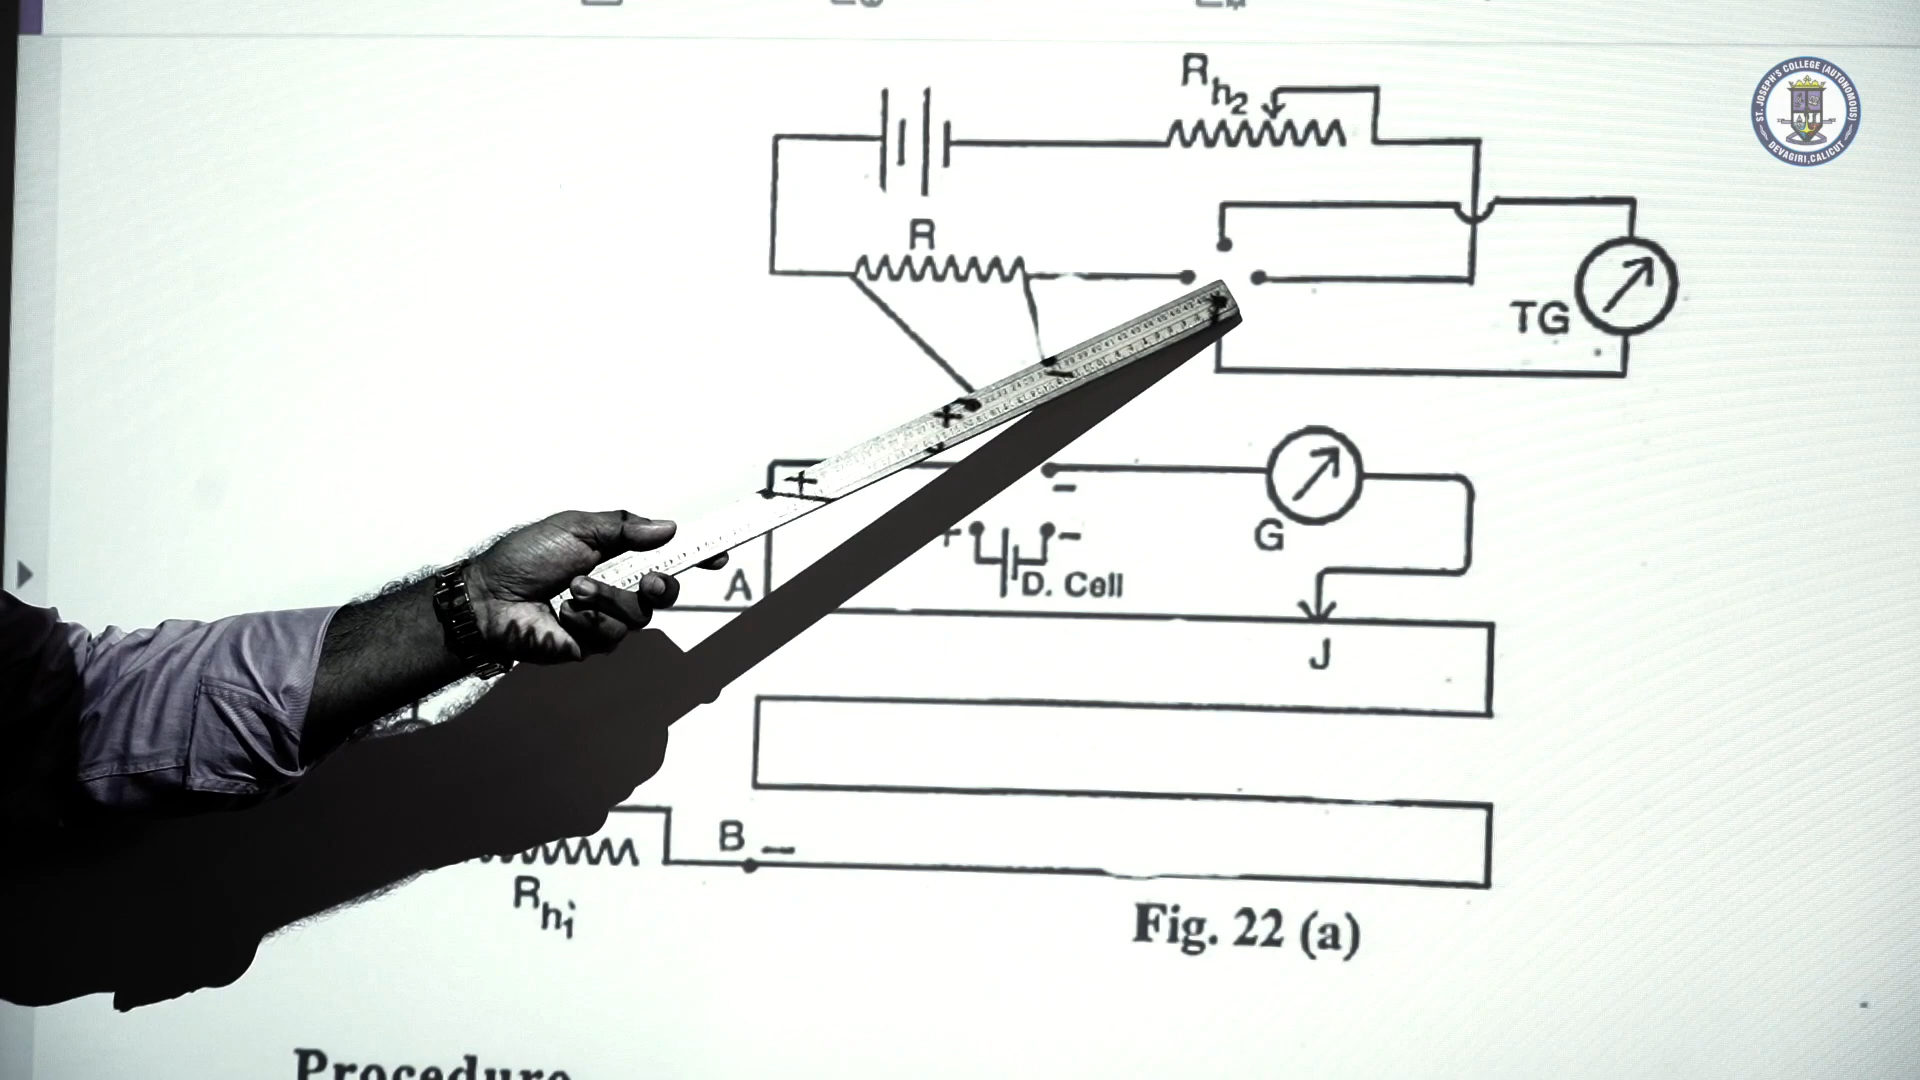 ST. JOSEPH'S COLLEGE (AUTONOMOUS)
DEVAGIRI, CALICUT
Rh2
R
TG
+
-
G
+ -
D. Cell
A
J
B -
Rh1
Fig. 22 (a)
Procedure